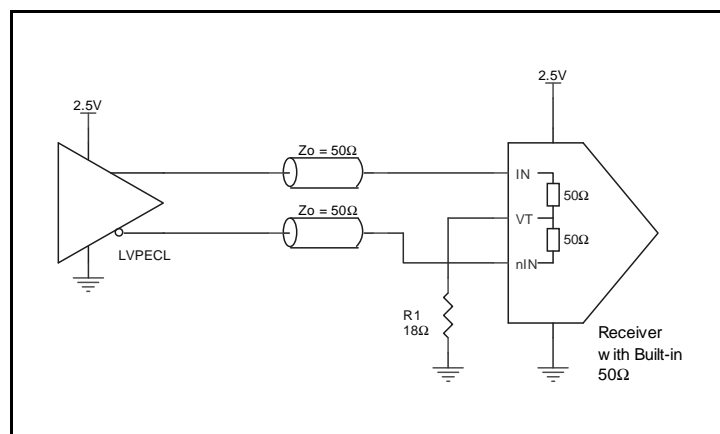 2.5V
2.5V
Zo = 50Ω
IN
50Ω
Zo = 50Ω
VT
50Ω
LVPECL
nIN
R1
18Ω
Receiver
with Built-in
50Ω